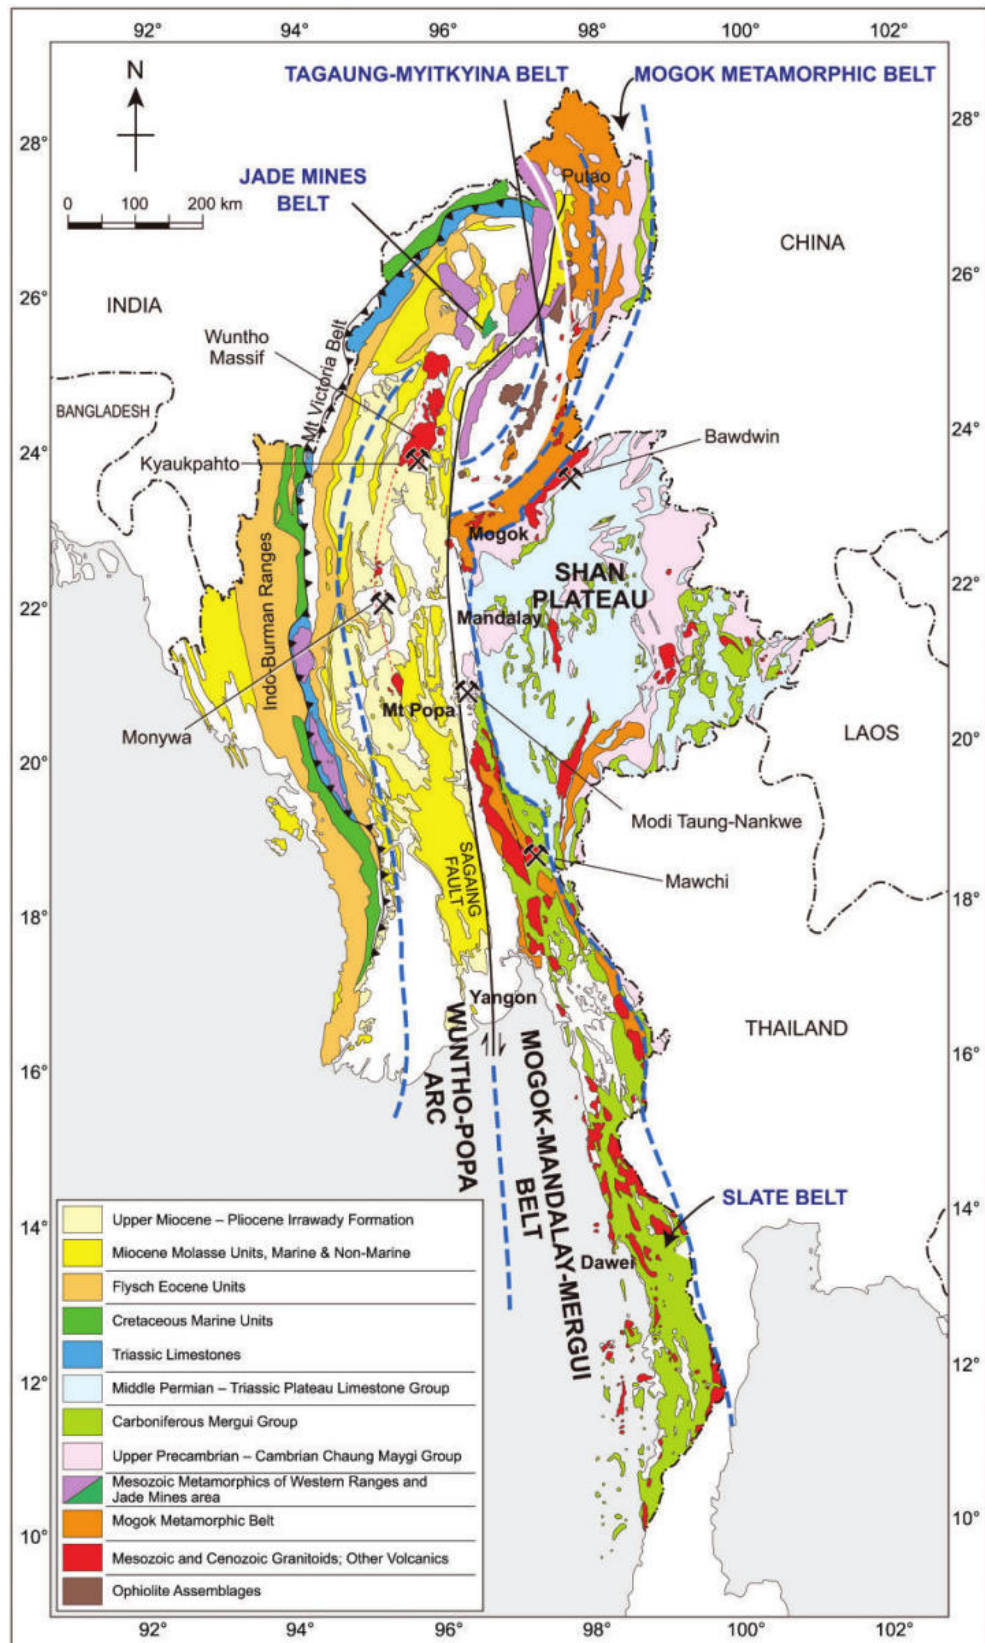 92°
94°
96°
98°
100°
102°
TAGAUNG-MYITKYINA BELT
MOGOK METAMORPHIC BELT
N
28°
28°
JADE MINES
BELT
Putao
0
100
200 km
CHINA
26°
26°
INDIA
Wuntho
Massif
Mt Victoria Belt
BANGLADESH
Bawdwin
24°
24°
Kyaukpahto
Mogok
SHAN
PLATEAU
22°
22°
Mandalay
Indo-Burman Ranges
Mt Popa
Monywa
LAOS
20°
20°
Modi Taung-Nankwe
Mawchi
SAGAING
FAULT
18°
18°
Yangon
THAILAND
16°
16°
WUNTHO-POPA
ARC
MOGOK-MANDALAY-MERGUI
BELT
SLATE BELT
14°
14°
Dawei
12°
12°
10°
10°
Upper Miocene – Pliocene Irrawady Formation
Miocene Molasse Units, Marine & Non-Marine
Flysch Eocene Units
Cretaceous Marine Units
Triassic Limestones
Middle Permian – Triassic Plateau Limestone Group
Carboniferous Mergui Group
Upper Precambrian – Cambrian Chaung Maygi Group
Mesozoic Metamorphics of Western Ranges and
Jade Mines area
Mogok Metamorphic Belt
Mesozoic and Cenozoic Granitoids; Other Volcanics
Ophiolite Assemblages
92°
94°
96°
98°
100°
102°